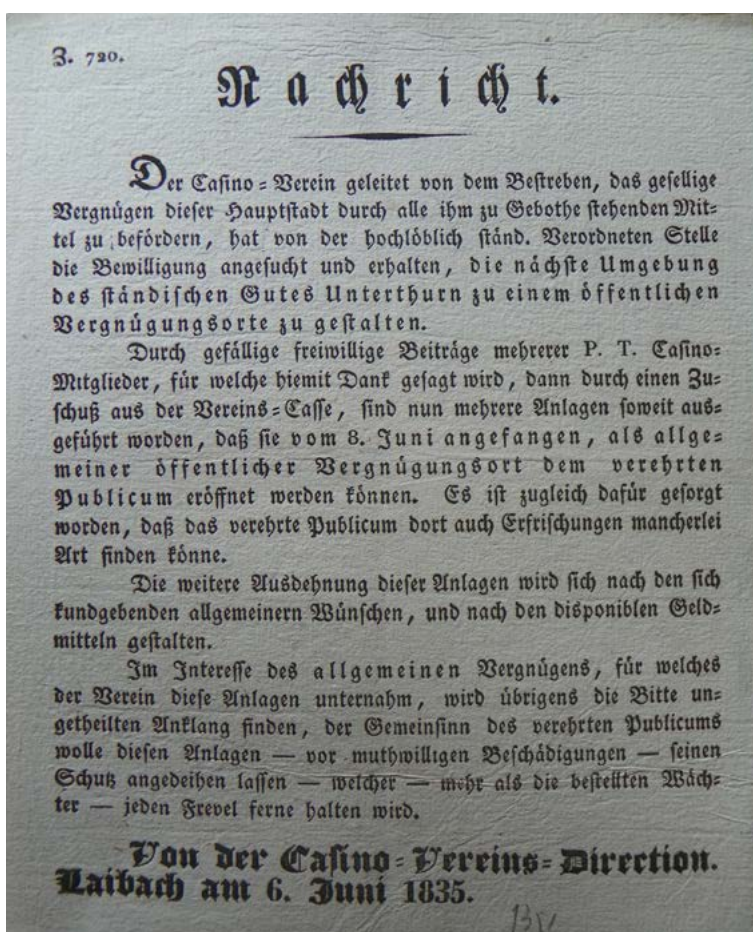 Z. 720.
Nachricht.
Der Casino=Verein geleitet von dem Bestreben, das gesellige
Vergnügen dieser Hauptstadt durch alle ihm zu Gebothe stehenden Mit=
tel zu befördern, hat von der hochlöblich ständ. Verordneten Stelle
die Bewilligung angesucht und erhalten, die nächste Umgebung
des ständischen Gutes Unterthurn zu einem öffentlichen
Vergnügungsorte zu gestalten.
Durch gefällige freiwillige Beiträge mehrerer P. T. Casino=
Mitglieder, für welche hiemit Dank gesagt wird, dann durch einen Zu=
schuß aus der Vereins=Casse, sind nun mehrere Anlagen soweit aus=
geführt worden, daß sie vom 8. Juni angefangen, als allge=
meiner öffentlicher Vergnügungsort dem verehrten
Publicum eröffnet werden können. Es ist zugleich dafür gesorgt
worden, daß das verehrte Publicum dort auch Erfrischungen mancherlei
Art finden könne.
Die weitere Ausdehnung dieser Anlagen wird sich nach den sich
kundgebenden allgemeinern Wünschen, und nach den disponiblen Geld=
mitteln gestalten.
Im Interesse des allgemeinen Vergnügens, für welches
der Verein diese Anlagen unternahm, wird übrigens die Bitte un=
getheilten Anklang finden, der Gemeinsinn des verehrten Publicums
wolle diesen Anlagen — vor muthwilligen Beschädigungen — seinen
Schutz angedeihen lassen — welcher — mehr als die bestellten Wäch=
ter — jeden Frevel ferne halten wird.
Von der Casino=Vereins=Direction.
Laibach am 6. Juni 1835.